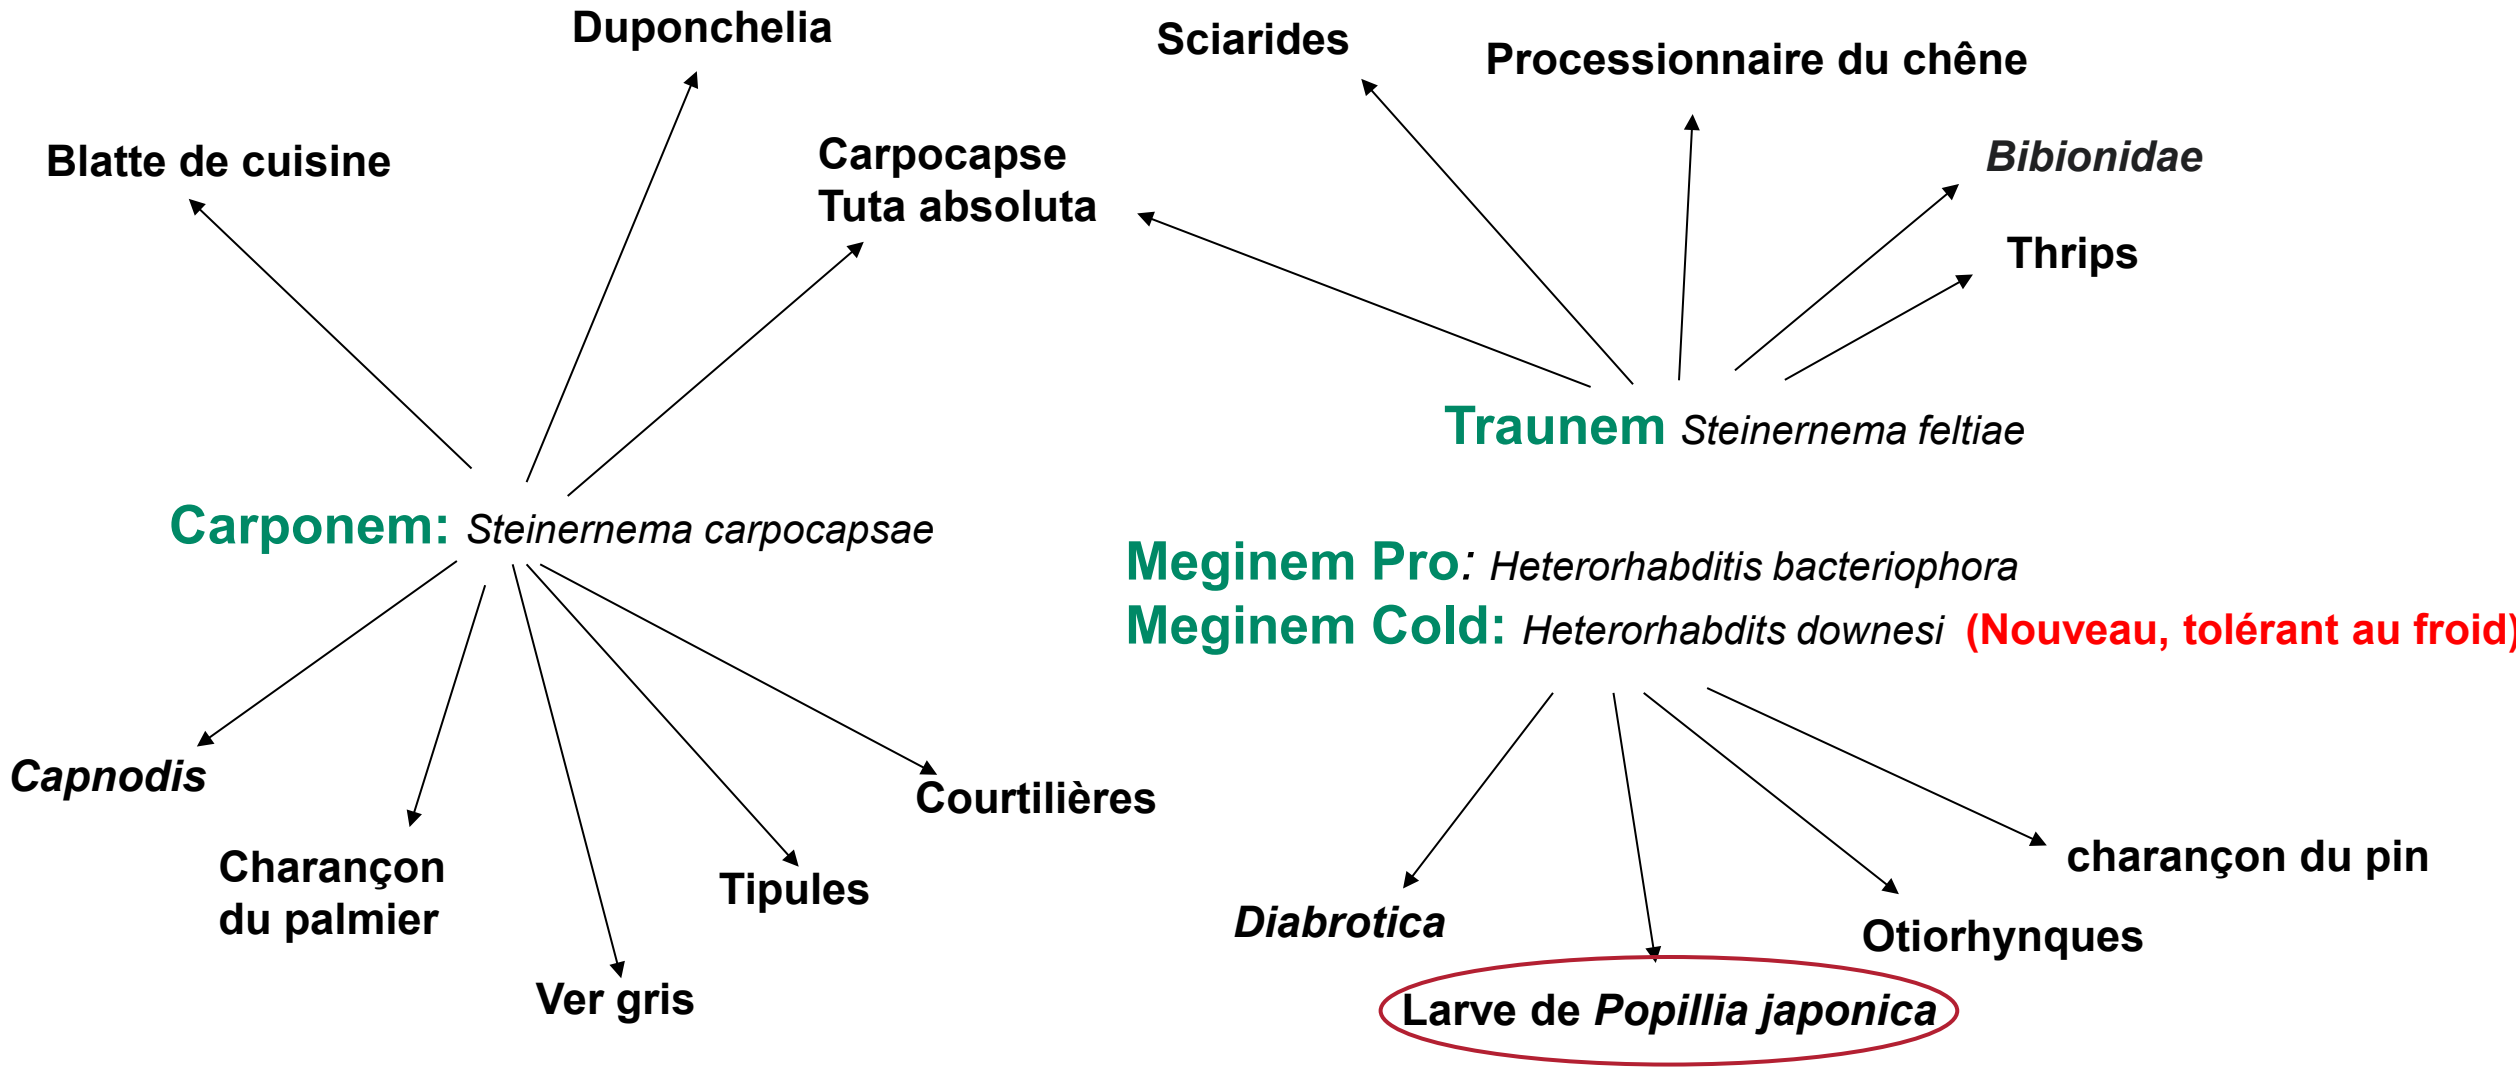 Duponchelia
Sciarides
Processionnaire du chêne
Blatte de cuisine
Carpocapse
Tuta absoluta
Bibionidae
Thrips
Traunem Steinernema feltiae
Carponem: Steinernema carpocapsae
Meginem Pro: Heterorhabditis bacteriophora
Meginem Cold: Heterorhabdits downesi (Nouveau, tolérant au froid)
Capnodis
Courtilières
Charançon
du palmier
Tipules
charançon du pin
Diabrotica
Otiorhynques
Ver gris
Larve de Popillia japonica